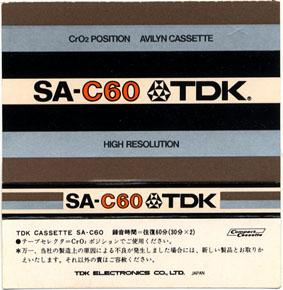 CrO2 POSITION AVILYN CASSETTE
SA-C60 TDK®
HIGH RESOLUTION
SA-C60 TDK
TDK CASSETTE SA-C60 録音時間=往復60分(30分×2)
Compact Cassette
●テープセレクター=CrO2ポジションでご使用ください。
*万一、当社の製造上の原因による不良が発生しました場合には、新しい製品とお取りか
えいたします。それ以外の責はご容赦ください。
TDK ELECTRONICS CO., LTD. JAPAN